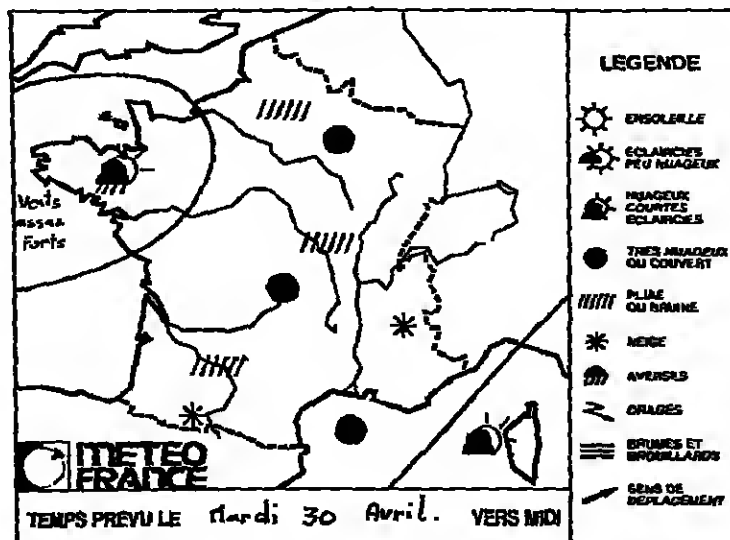 Vents
assez
Forts
METEO
FRANCE
TEMPS PREVU LE Mardi 30 Avril. VERS MIDI
LEGENDE
ENSOLEILLE
ECLAIRCIES
PEU NUAGEUX
NUAGEUX
COURTES
ECLAIRCIES
TRES NUAGEUX
OU COUVERT
PLUIE
OU BRUINE
NEIGE
AVERSES
ORAGES
BRUMES ET
BROUILLARDS
SENS DE
DEPLACEMENT